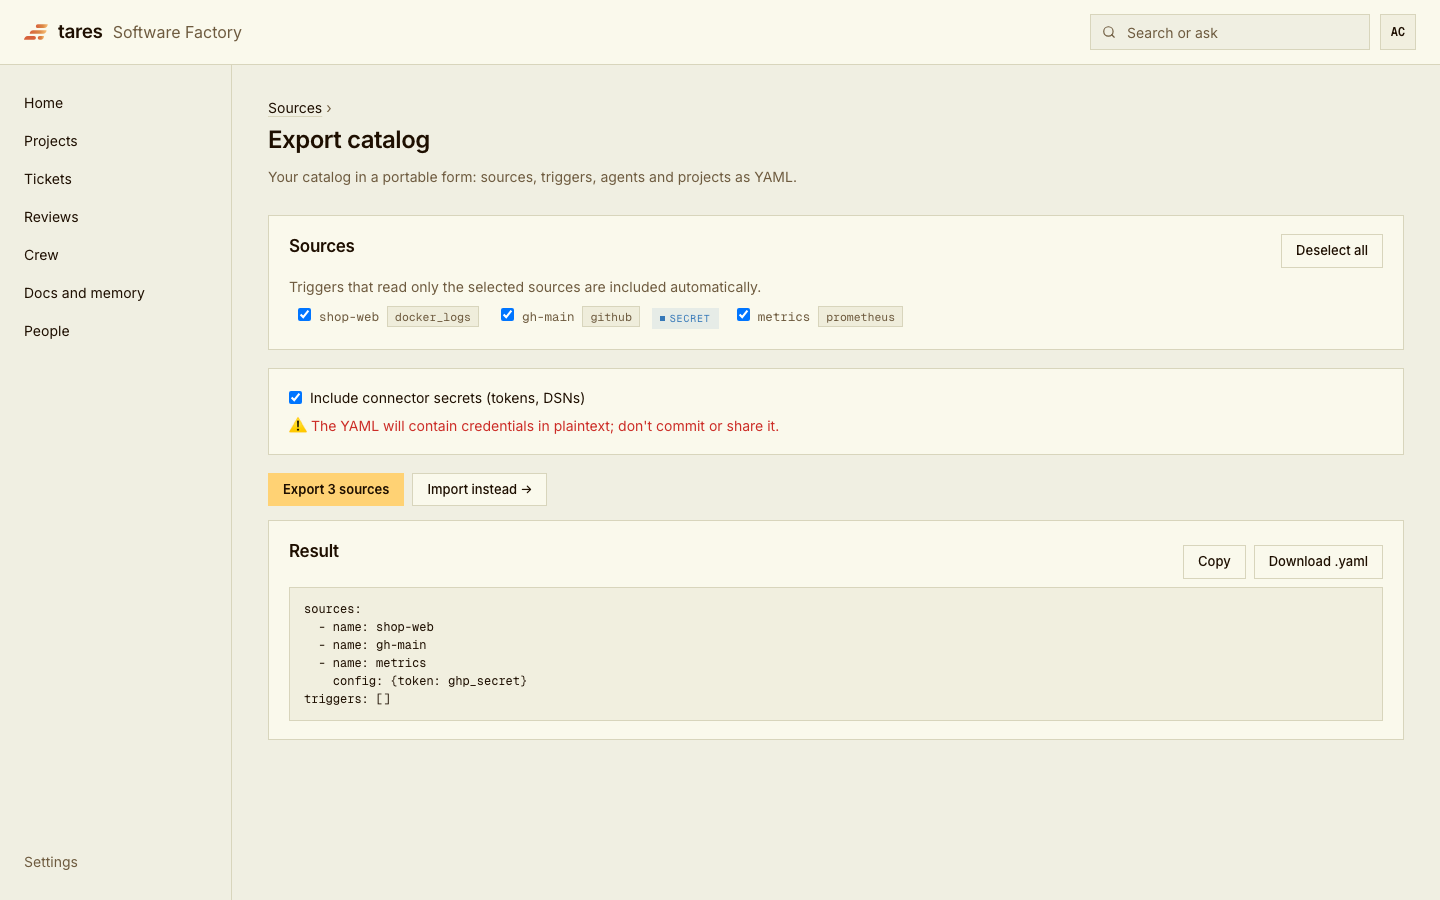 tares Software Factory
Search or ask
AC
Home
Projects
Tickets
Reviews
Crew
Docs and memory
People
Settings
Sources ›
Export catalog
Your catalog in a portable form: sources, triggers, agents and projects as YAML.
Sources
Deselect all
Triggers that read only the selected sources are included automatically.
shop-web docker_logs gh-main github SECRET metrics prometheus
Include connector secrets (tokens, DSNs)
⚠️ The YAML will contain credentials in plaintext; don't commit or share it.
Export 3 sources Import instead →
Result
Copy Download .yaml
sources:
  - name: shop-web
  - name: gh-main
  - name: metrics
    config: {token: ghp_secret}
triggers: []